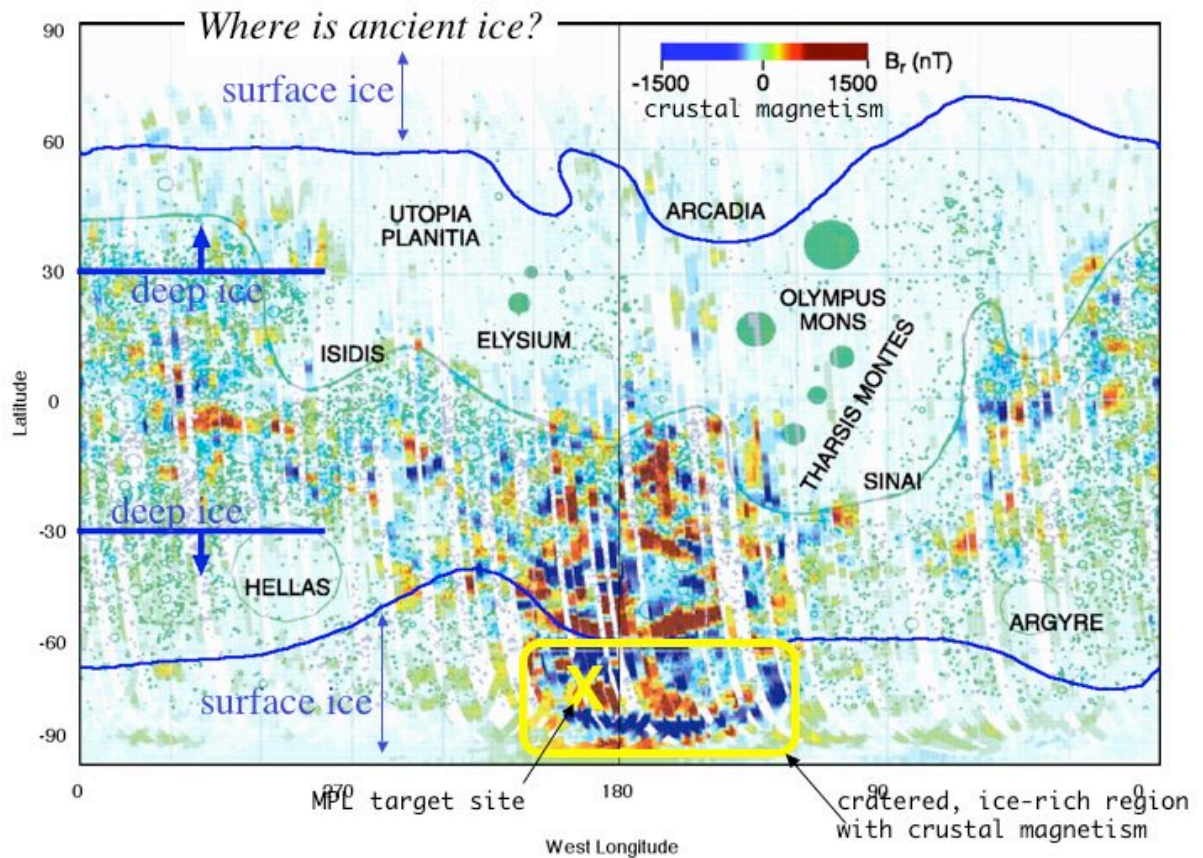 Where is ancient ice?
90
surface ice
-1500 0 1500 Br (nT)
crustal magnetism
60
UTOPIA
PLANITIA
ARCADIA
30
deep ice
OLYMPUS
MONS
ISIDIS
ELYSIUM
THARSIS MONTES
0
Latitude
SINAI
deep ice
-30
HELLAS
ARGYRE
-60
X
surface ice
-90
0 270 180 90 0
MPL target site
cratered, ice-rich region
with crustal magnetism
West Longitude